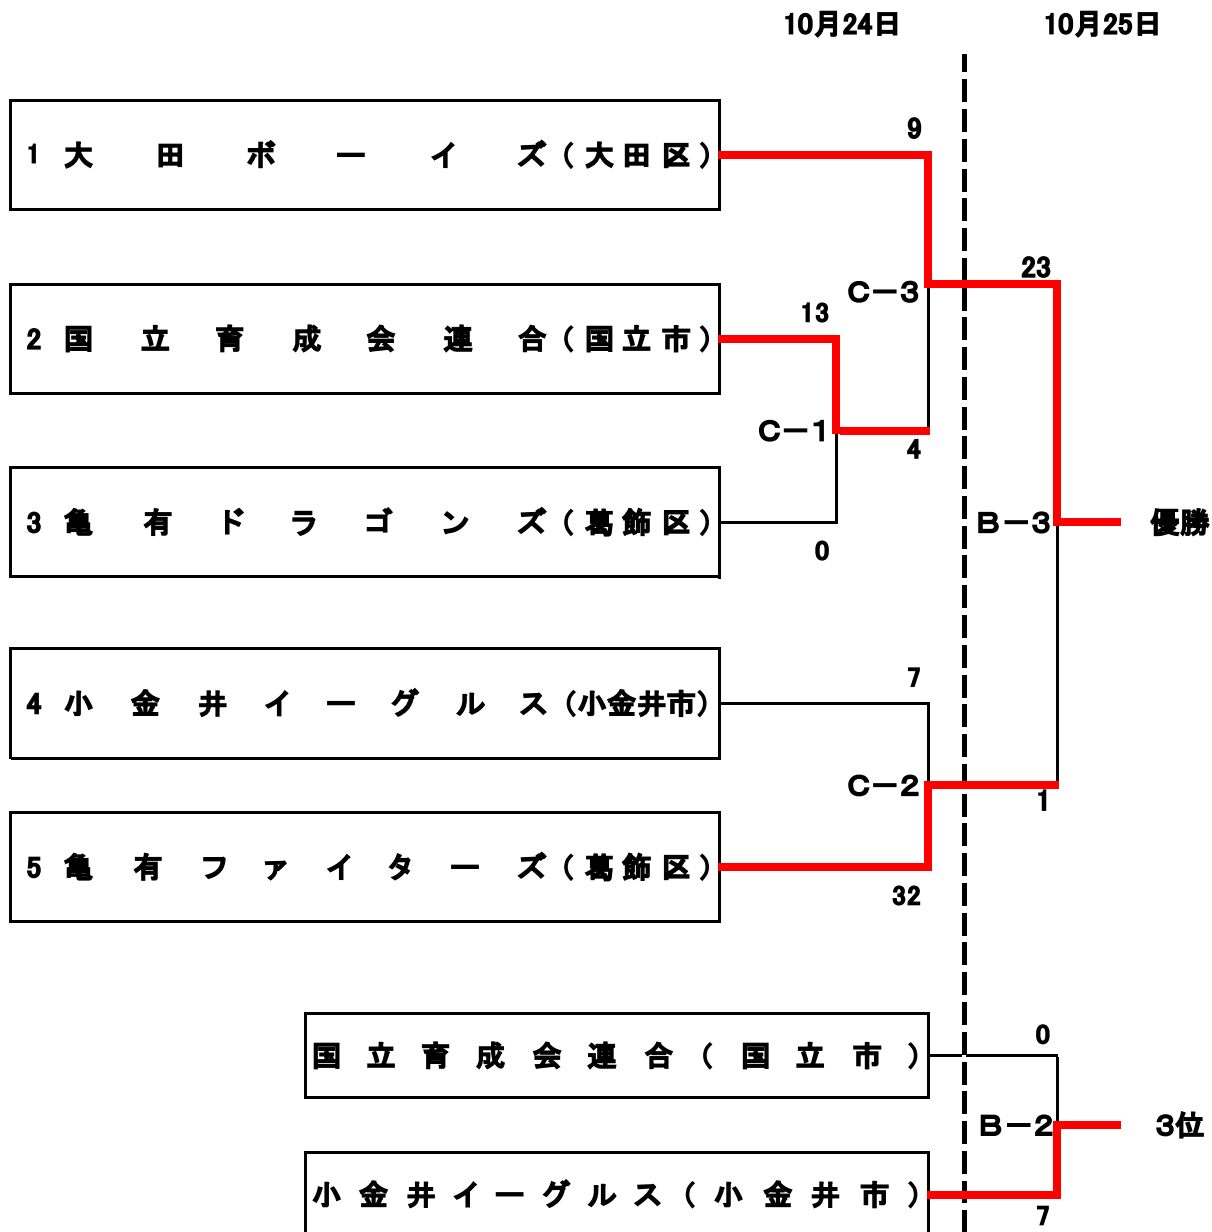 10月24日 10月25日
9
1 大田ボーイズ(大田区)
23
C-3
13
2 国立育成会連合(国立市)
C-1
4
3 亀有ドラゴンズ(葛飾区)
B-3 優勝
0
7
4 小金井イーグルス(小金井市)
C-2
1
5 亀有ファイターズ(葛飾区)
32
0
国立育成会連合(国立市)
B-2 3位
小金井イーグルス(小金井市)
7